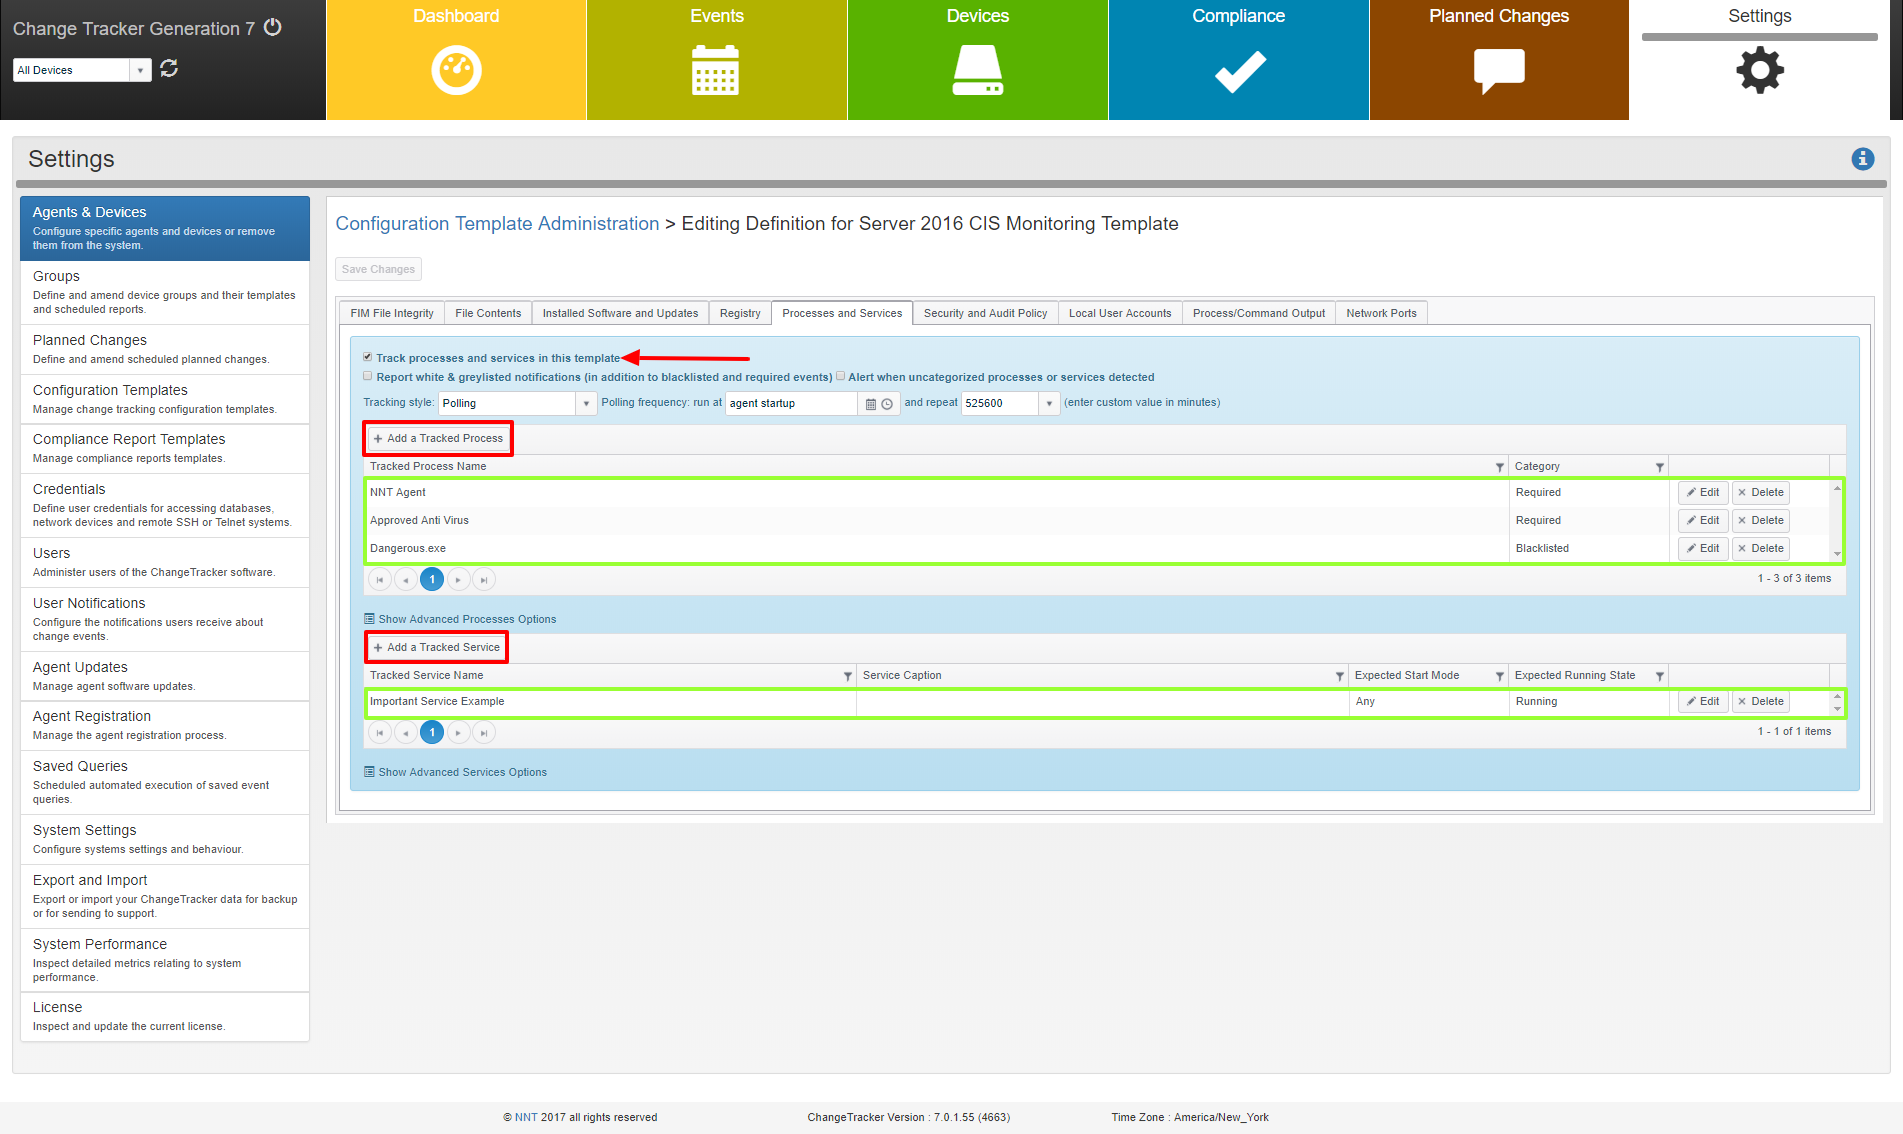 Change Tracker Generation 7
All Devices
Dashboard
Events
Devices
Compliance
Planned Changes
Settings
Settings
Agents & Devices
Configure specific agents and devices or remove
them from the system.
Groups
Define and amend device groups and their templates
and scheduled reports.
Planned Changes
Define and amend scheduled planned changes.
Configuration Templates
Manage change tracking configuration templates.
Compliance Report Templates
Manage compliance reports templates.
Credentials
Define user credentials for accessing databases,
network devices and remote SSH or Telnet systems.
Users
Administer users of the ChangeTracker software.
User Notifications
Configure the notifications users receive about
change events.
Agent Updates
Manage agent software updates.
Agent Registration
Manage the agent registration process.
Saved Queries
Scheduled automated execution of saved event
queries.
System Settings
Configure systems settings and behaviour.
Export and Import
Export or import your ChangeTracker data for backup
or for sending to support.
System Performance
Inspect detailed metrics relating to system
performance.
License
Inspect and update the current license.
Configuration Template Administration > Editing Definition for Server 2016 CIS Monitoring Template
Save Changes
FIM File Integrity
File Contents
Installed Software and Updates
Registry
Processes and Services
Security and Audit Policy
Local User Accounts
Process/Command Output
Network Ports
Track processes and services in this template
Report white & greylisted notifications (in addition to blacklisted and required events) Alert when uncategorized processes or services detected
Tracking style: Polling Polling frequency: run at agent startup and repeat 525600 (enter custom value in minutes)
+ Add a Tracked Process
Tracked Process Name Category
NNT Agent Required Edit Delete
Approved Anti Virus Required Edit Delete
Dangerous.exe Blacklisted Edit Delete
1 1 - 3 of 3 items
Show Advanced Processes Options
+ Add a Tracked Service
Tracked Service Name Service Caption Expected Start Mode Expected Running State
Important Service Example Any Running Edit Delete
1 1 - 1 of 1 items
Show Advanced Services Options
© NNT 2017 all rights reserved
ChangeTracker Version : 7.0.1.55 (4663)
Time Zone : America/New_York